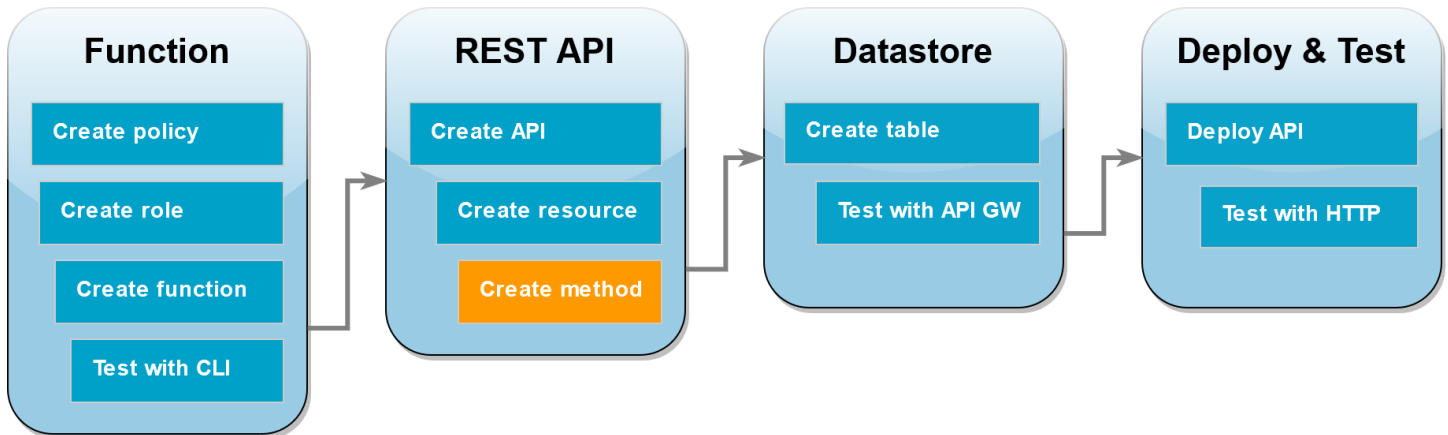 Function
Create policy
Create role
Create function
Test with CLI
REST API
Create API
Create resource
Create method
Datastore
Create table
Test with API GW
Deploy & Test
Deploy API
Test with HTTP